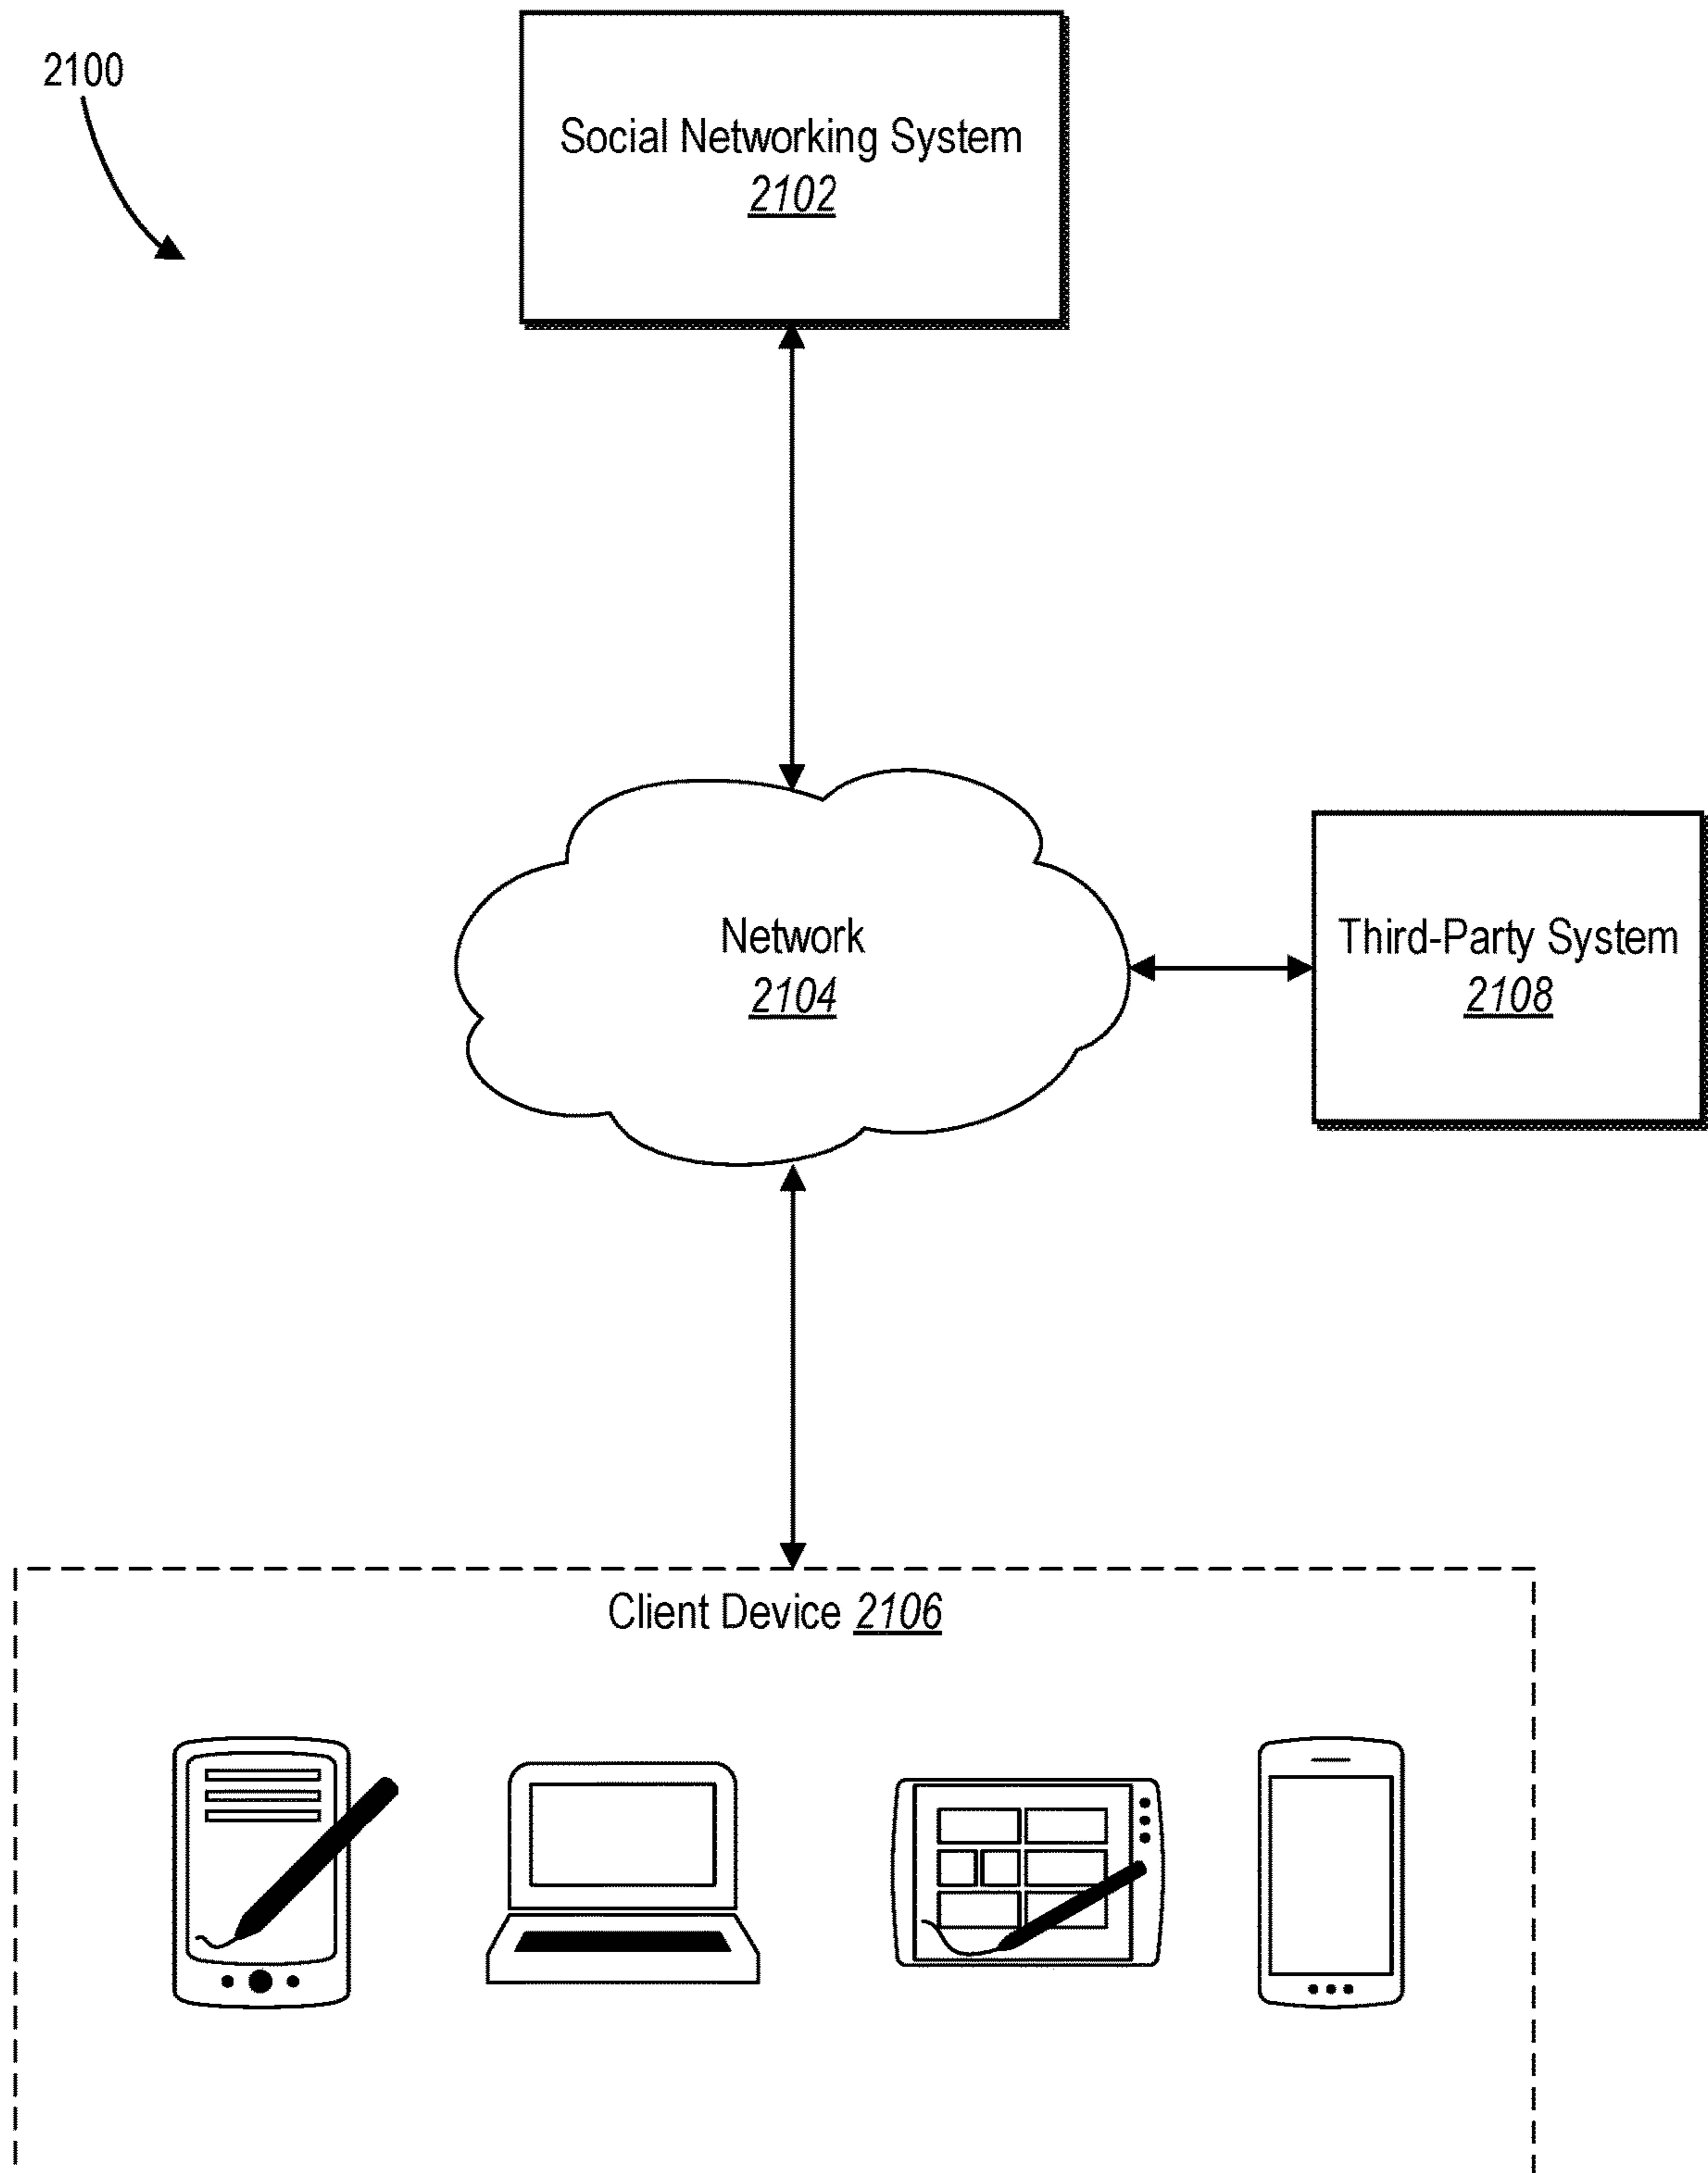 2100
Social Networking System
2102
Network
2104
Third-Party System
2108
Client Device 2106